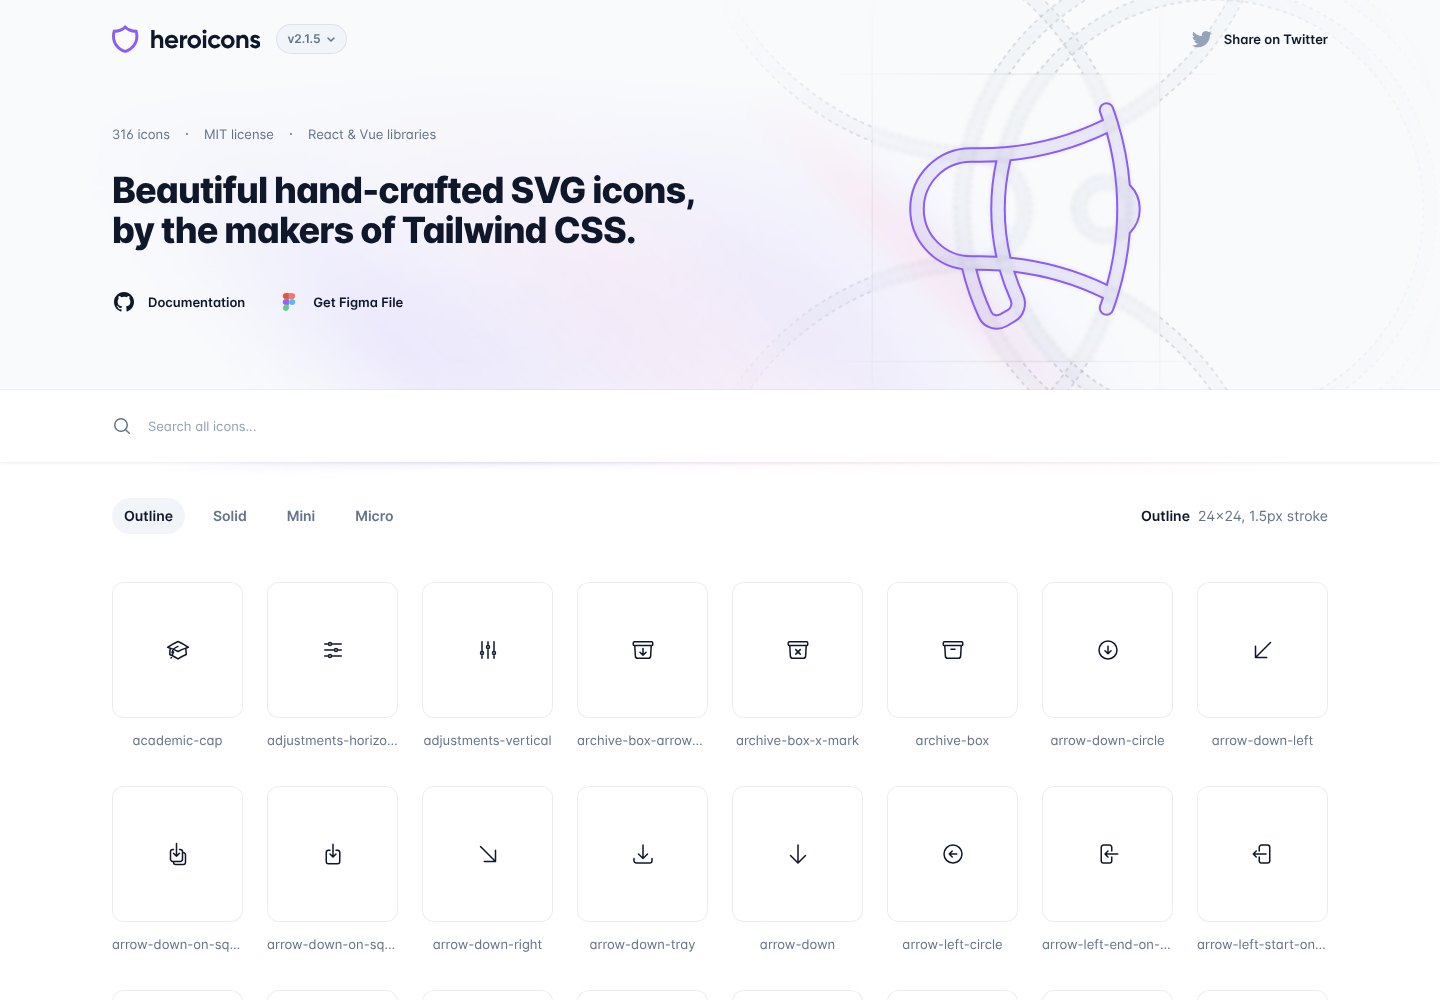 heroicons
v2.1.5
Share on Twitter
316 icons · MIT license · React & Vue libraries
Beautiful hand-crafted SVG icons,
by the makers of Tailwind CSS.
Documentation
Get Figma File
Search all icons...
Outline
Solid
Mini
Micro
Outline 24×24, 1.5px stroke
academic-cap
adjustments-horizo...
adjustments-vertical
archive-box-arrow...
archive-box-x-mark
archive-box
arrow-down-circle
arrow-down-left
arrow-down-on-sq...
arrow-down-on-sq...
arrow-down-right
arrow-down-tray
arrow-down
arrow-left-circle
arrow-left-end-on-...
arrow-left-start-on...